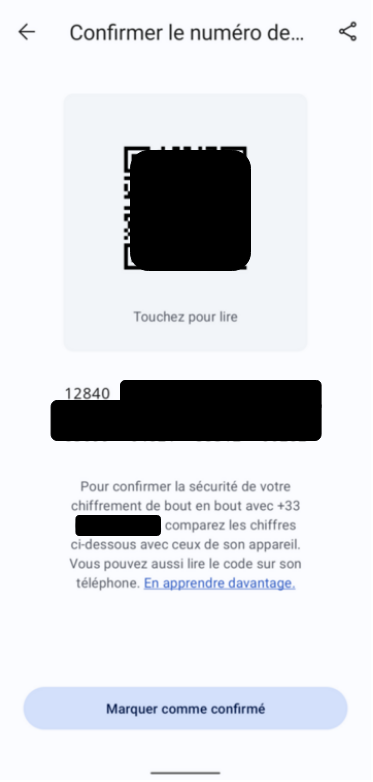 Confirmer le numéro de…
Touchez pour lire
12840
Pour confirmer la sécurité de votre
chiffrement de bout en bout avec +33
comparez les chiffres
ci-dessous avec ceux de son appareil.
Vous pouvez aussi lire le code sur son
téléphone. En apprendre davantage.
Marquer comme confirmé